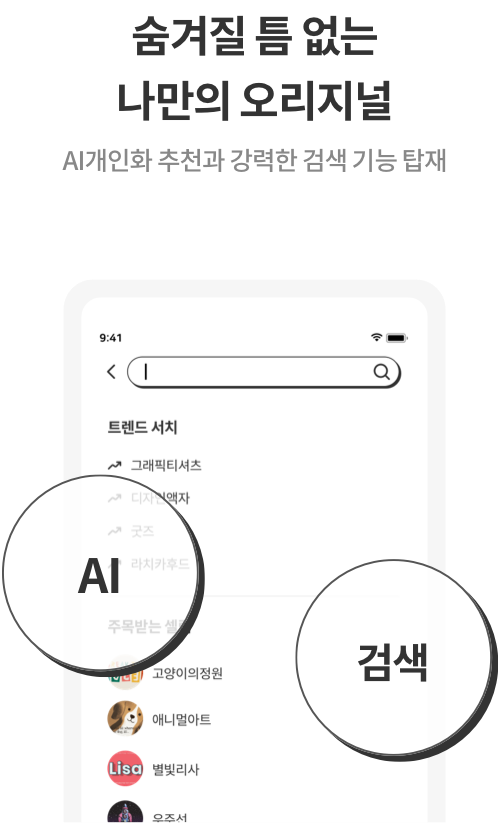 숨겨질 틈 없는
나만의 오리지널
AI개인화 추천과 강력한 검색 기능 탑재
9:41
트렌드 서치
그래픽티셔츠
디자인액자
굿즈
라치카후드
AI
검색
주목받는 셀
고양이의정원
애니멀아트
Lisa 별빛리사
우주선